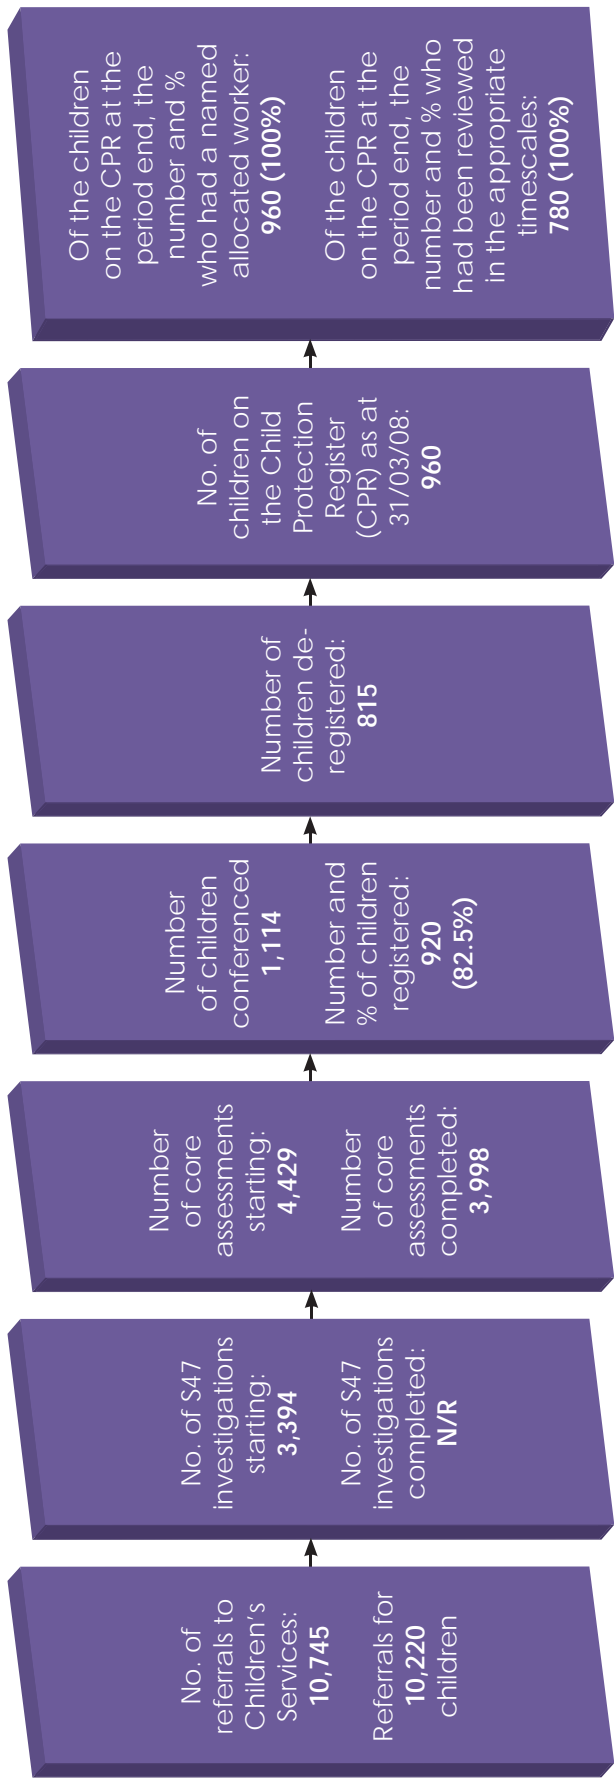 No. of
referrals to
Children's
Services:
10,745
Referrals for
10,220
children
No. of S47
investigations
starting:
3,394
No. of S47
investigations
completed:
N/R
Number
of core
assessments
starting:
4,429
Number
of core
assessments
completed:
3,998
Number
of children
conferenced
1,114
Number and
% of children
registered:
920
(82.5%)
Number of
children de-
registered:
815
No. of
children on
the Child
Protection
Register
(CPR) as at
31/03/08:
960
Of the children
on the CPR at the
period end, the
number and %
who had a named
allocated worker:
960 (100%)
Of the children
on the CPR at the
period end, the
number and % who
had been reviewed
in the appropriate
timescales:
780 (100%)